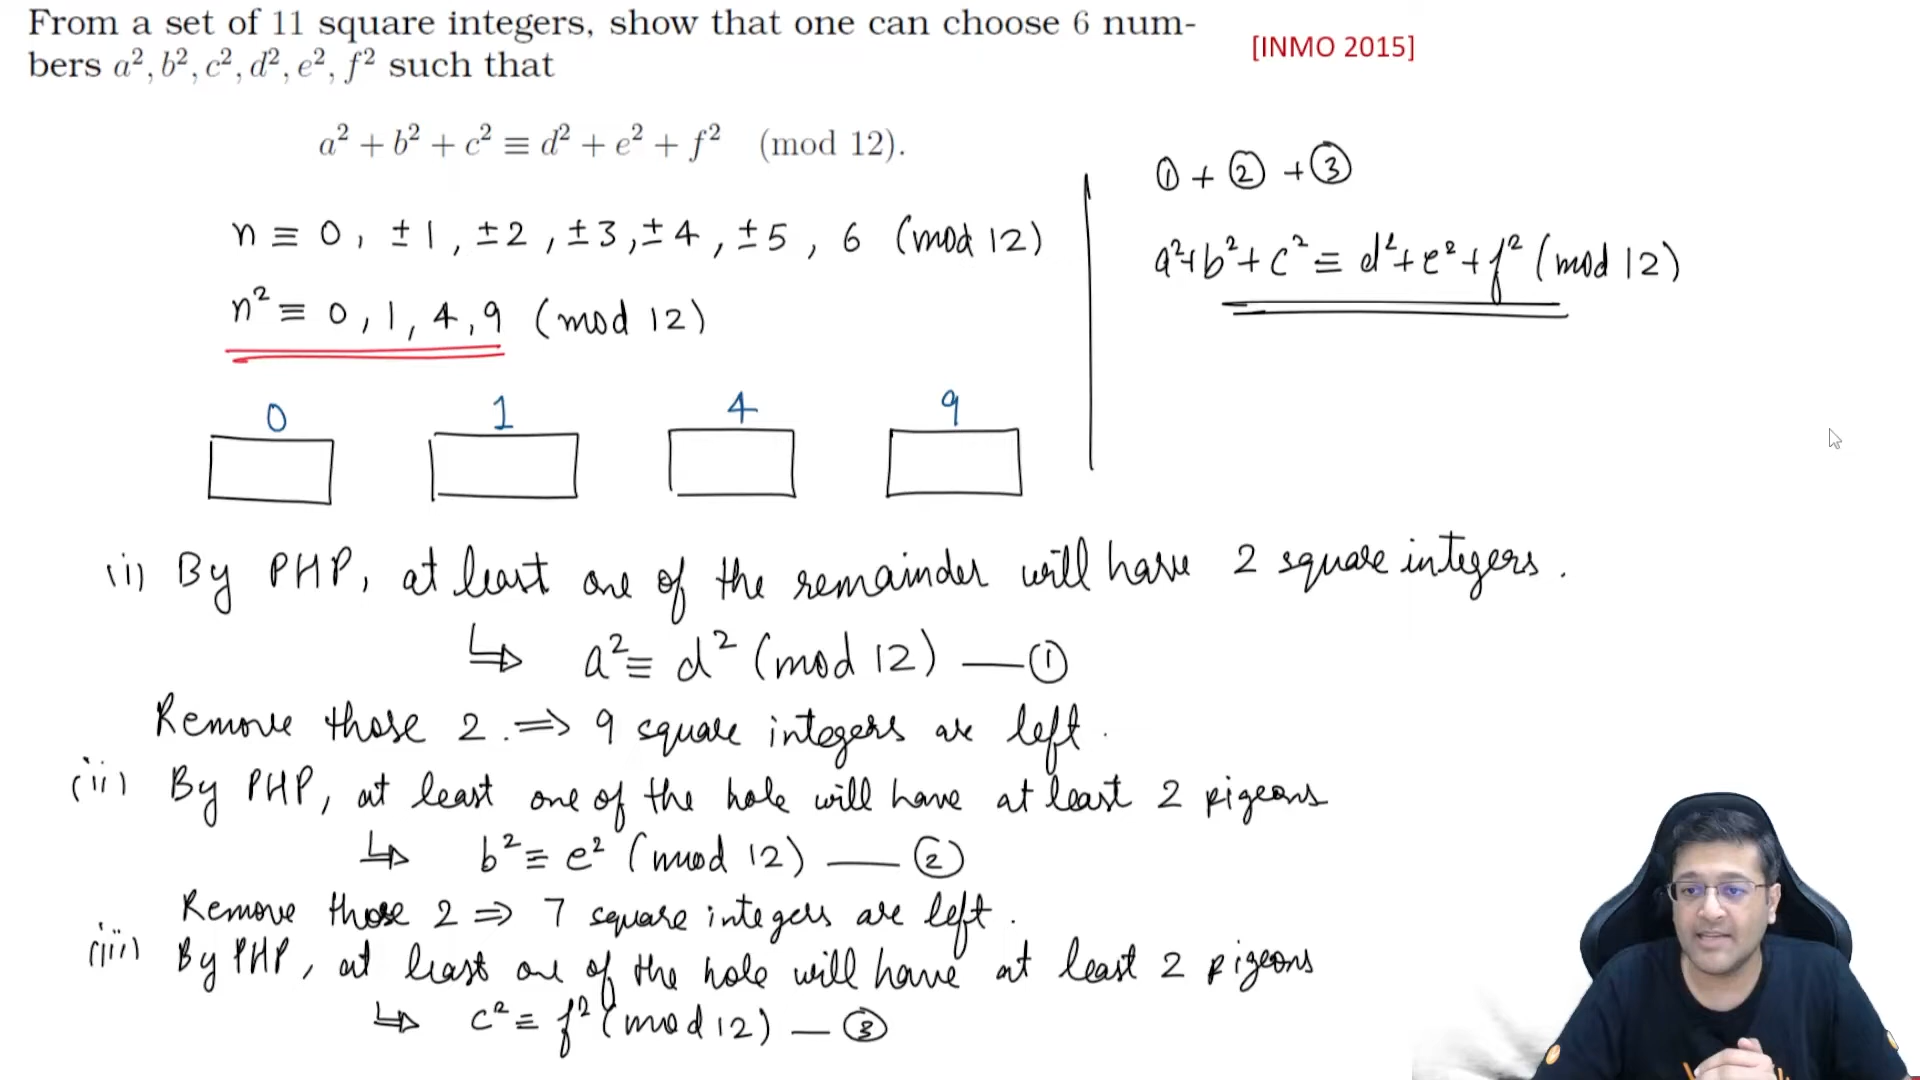 From a set of 11 square integers, show that one can choose 6 num-
bers a², b², c², d², e², f² such that
[INMO 2015]
a² + b² + c² ≡ d² + e² + f² (mod 12).
n ≡ 0, ±1, ±2, ±3, ±4, ±5, 6 (mod 12)
n² ≡ 0, 1, 4, 9 (mod 12)
0 1 4 9
① + ② + ③
a²+b²+c² ≡ d²+e²+f² (mod 12)
(i) By PHP, at least one of the remainder will have 2 square integers.
↳ a² ≡ d² (mod 12) — ①
Remove those 2. ⇒ 9 square integers are left.
(ii) By PHP, at least one of the hole will have at least 2 pigeons
↳ b² ≡ e² (mod 12) — ②
Remove those 2 ⇒ 7 square integers are left.
(iii) By PHP, at least one of the hole will have at least 2 pigeons
↳ c² ≡ f² (mod 12) — ③